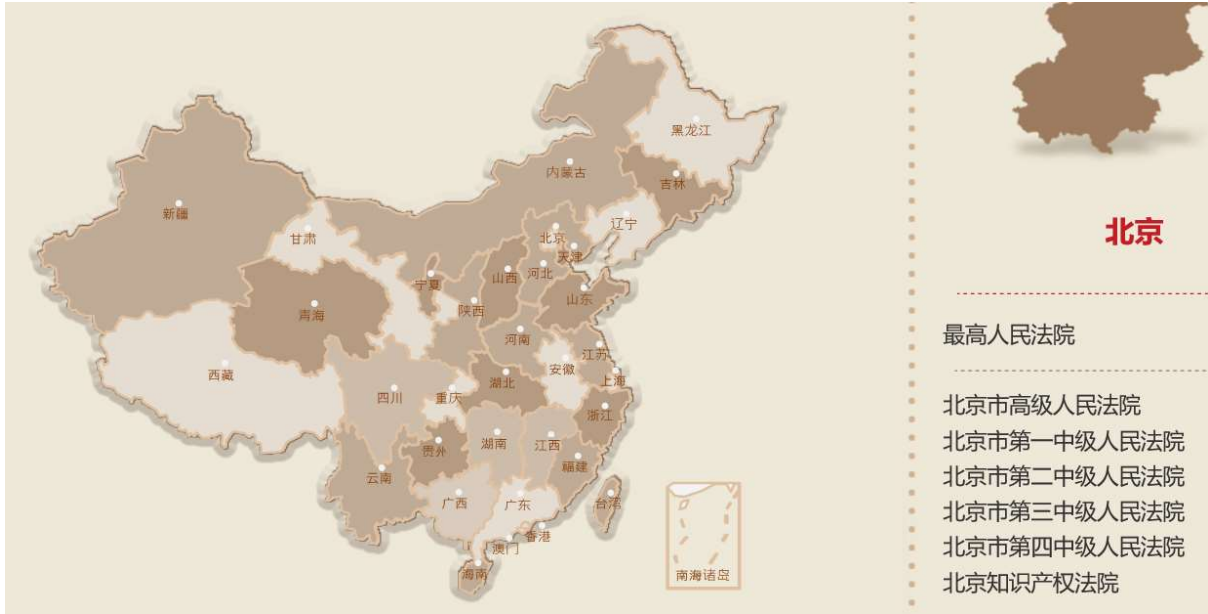 黑龙江
内蒙古
吉林
新疆
辽宁
甘肃
北京
天津
河北
山西
宁夏
山东
陕西
青海
河南
江苏
安徽
上海
西藏
湖北
四川
重庆
浙江
湖南
江西
贵州
福建
云南
广西
广东
台湾
香港
澳门
海南
南海诸岛
北京
最高人民法院
北京市高级人民法院
北京市第一中级人民法院
北京市第二中级人民法院
北京市第三中级人民法院
北京市第四中级人民法院
北京知识产权法院